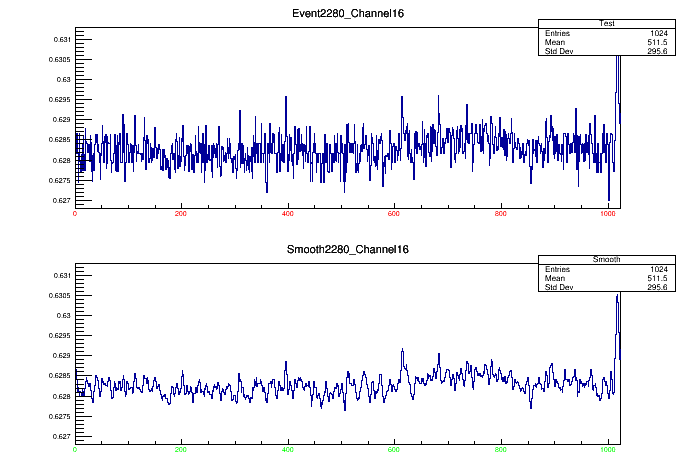 Event2280_Channel16
Test
Entries 1024
Mean 511.5
Std Dev 295.6
0.631
0.6305
0.63
0.6295
0.629
0.6285
0.628
0.6275
0.627
0 200 400 600 800 1000
Smooth2280_Channel16
Smooth
Entries 1024
Mean 511.5
Std Dev 295.6
0.631
0.6305
0.63
0.6295
0.629
0.6285
0.628
0.6275
0.627
0 200 400 600 800 1000